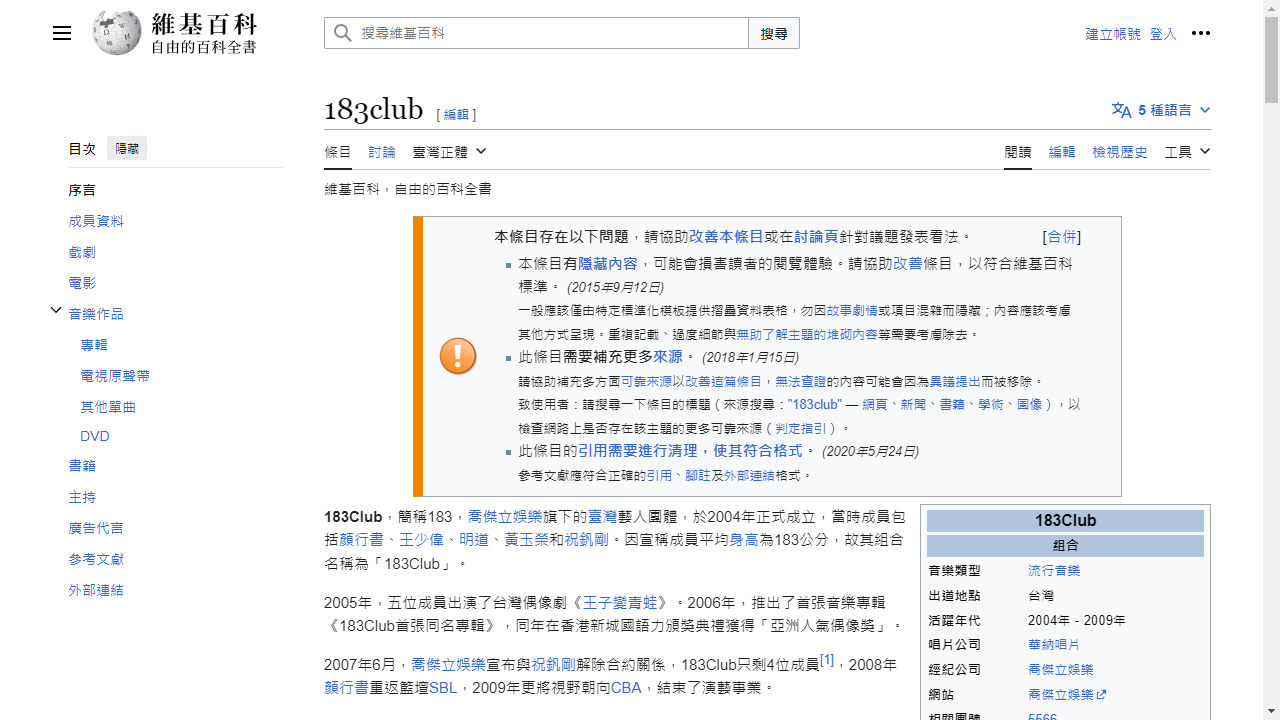 維基百科
自由的百科全書
搜尋維基百科
搜尋
建立帳號 登入
183club
[ 編輯 ]
5 種語言
目次
隱藏
條目
討論
臺灣正體
閱讀
編輯
檢視歷史
工具
序言
成員資料
戲劇
電影
音樂作品
專輯
電視原聲帶
其他單曲
DVD
書籍
主持
廣告代言
參考文獻
外部連結
維基百科，自由的百科全書
本條目存在以下問題，請協助改善本條目或在討論頁針對議題發表看法。
[合併]
本條目有隱藏內容，可能會損害讀者的閱覽體驗。請協助改善條目，以符合維基百科
標準。 (2015年9月12日)
一般應該僅由特定標準化模板提供摺疊資料表格，勿因故事劇情或項目混雜而隱藏；內容應該考慮
其他方式呈現。重複記載、過度細節與無助了解主題的堆砌內容等需要考慮除去。
此條目需要補充更多來源。 (2018年1月15日)
請協助補充多方面可靠來源以改善這篇條目，無法查證的內容可能會因為異議提出而被移除。
致使用者：請搜尋一下條目的標題（來源搜尋："183club" — 網頁、新聞、書籍、學術、圖像），以
檢查網路上是否存在該主題的更多可靠來源（判定指引）。
此條目的引用需要進行清理，使其符合格式。 (2020年5月24日)
參考文獻應符合正確的引用、腳註及外部連結格式。
183Club，簡稱183，喬傑立娛樂旗下的臺灣藝人團體，於2004年正式成立，當時成員包
括顏行書、王少偉、明道、黃玉榮和祝釩剛。因宣稱成員平均身高為183公分，故其組合
名稱為「183Club」。
2005年，五位成員出演了台灣偶像劇《王子變青蛙》。2006年，推出了首張音樂專輯
《183Club首張同名專輯》，同年在香港新城國語力頒獎典禮獲得「亞洲人氣偶像獎」。
2007年6月，喬傑立娛樂宣布與祝釩剛解除合約關係，183Club只剩4位成員[1]，2008年
顏行書重返籃壇SBL，2009年更將視野朝向CBA，結束了演藝事業。
183Club
組合
音樂類型 流行音樂
出道地點 台灣
活躍年代 2004年 - 2009年
唱片公司 華納唱片
經紀公司 喬傑立娛樂
網站 喬傑立娛樂
相關團體 5566